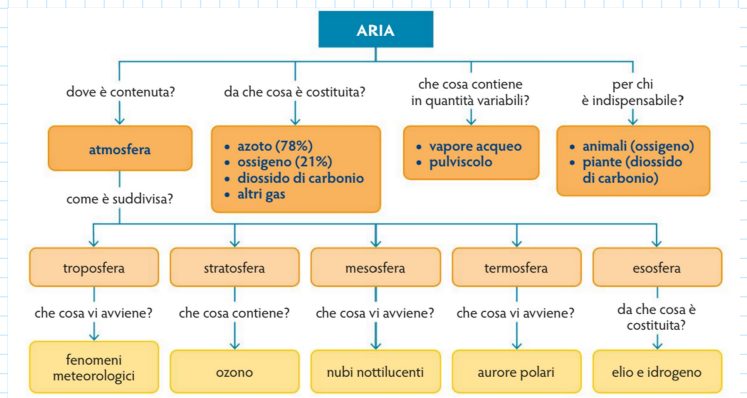 ARIA
dove è contenuta?
da che cosa è costituita?
che cosa contiene
in quantità variabili?
per chi
è indispensabile?
atmosfera
• azoto (78%)
• ossigeno (21%)
• diossido di carbonio
• altri gas
• vapore acqueo
• pulviscolo
• animali (ossigeno)
• piante (diossido
di carbonio)
come è suddivisa?
troposfera
stratosfera
mesosfera
termosfera
esosfera
che cosa vi avviene?
che cosa contiene?
che cosa vi avviene?
che cosa vi avviene?
da che cosa è
costituita?
fenomeni
meteorologici
ozono
nubi nottilucenti
aurore polari
elio e idrogeno